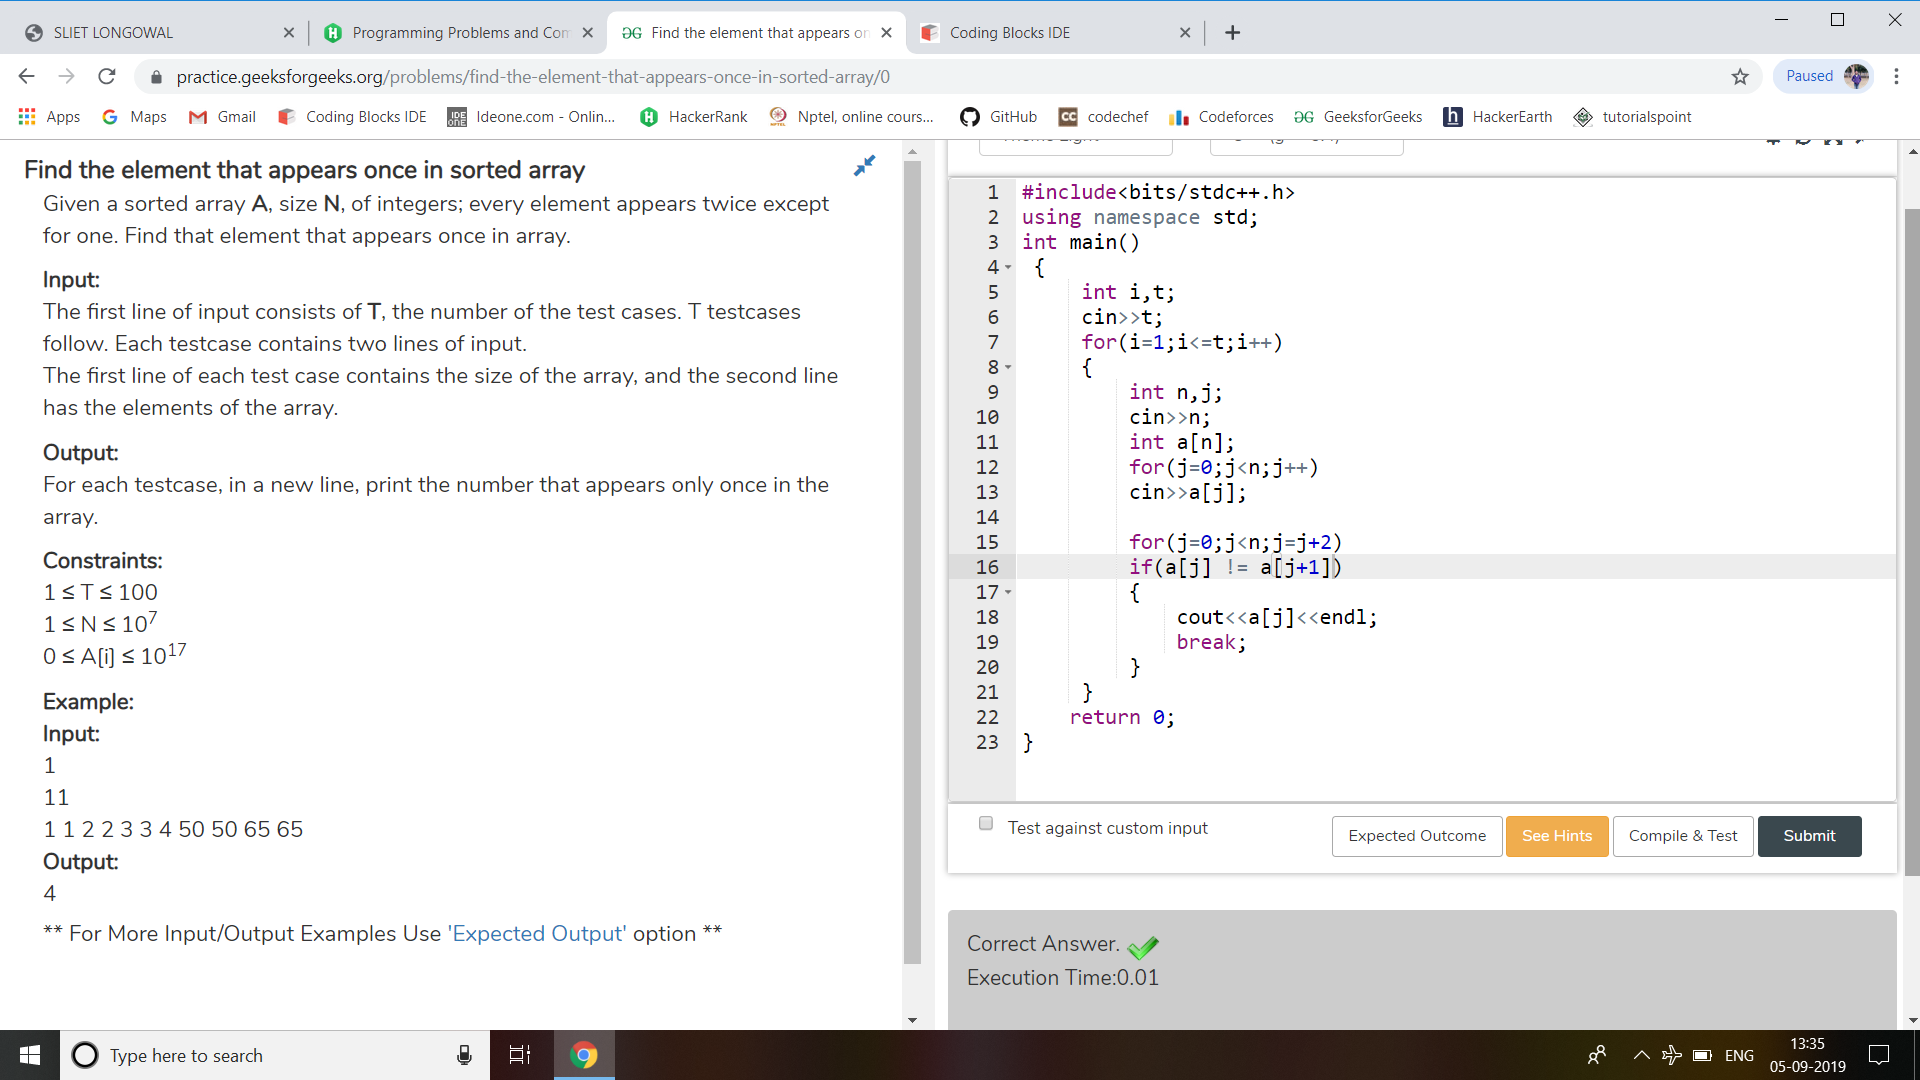 SLIET LONGOWAL
Programming Problems and Con
Find the element that appears on
Coding Blocks IDE
practice.geeksforgeeks.org/problems/find-the-element-that-appears-once-in-sorted-array/0
Paused
Apps
Maps
Gmail
Coding Blocks IDE
Ideone.com - Onlin...
HackerRank
Nptel, online cours...
GitHub
codechef
Codeforces
GeeksforGeeks
HackerEarth
tutorialspoint
Find the element that appears once in sorted array
Given a sorted array A, size N, of integers; every element appears twice except
for one. Find that element that appears once in array.
Input:
The first line of input consists of T, the number of the test cases. T testcases
follow. Each testcase contains two lines of input.
The first line of each test case contains the size of the array, and the second line
has the elements of the array.
Output:
For each testcase, in a new line, print the number that appears only once in the
array.
Constraints:
1 ≤ T ≤ 100
1 ≤ N ≤ 10^7
0 ≤ A[i] ≤ 10^17
Example:
Input:
1
11
1 1 2 2 3 3 4 50 50 65 65
Output:
4
** For More Input/Output Examples Use 'Expected Output' option **
1 #include<bits/stdc++.h>
2 using namespace std;
3 int main()
4 {
5 int i,t;
6 cin>>t;
7 for(i=1;i<=t;i++)
8 {
9 int n,j;
10 cin>>n;
11 int a[n];
12 for(j=0;j<n;j++)
13 cin>>a[j];
14
15 for(j=0;j<n;j=j+2)
16 if(a[j] != a[j+1])
17 {
18 cout<<a[j]<<endl;
19 break;
20 }
21 }
22 return 0;
23 }
Test against custom input
Expected Outcome
See Hints
Compile & Test
Submit
Correct Answer.
Execution Time:0.01
Type here to search
ENG
13:35
05-09-2019